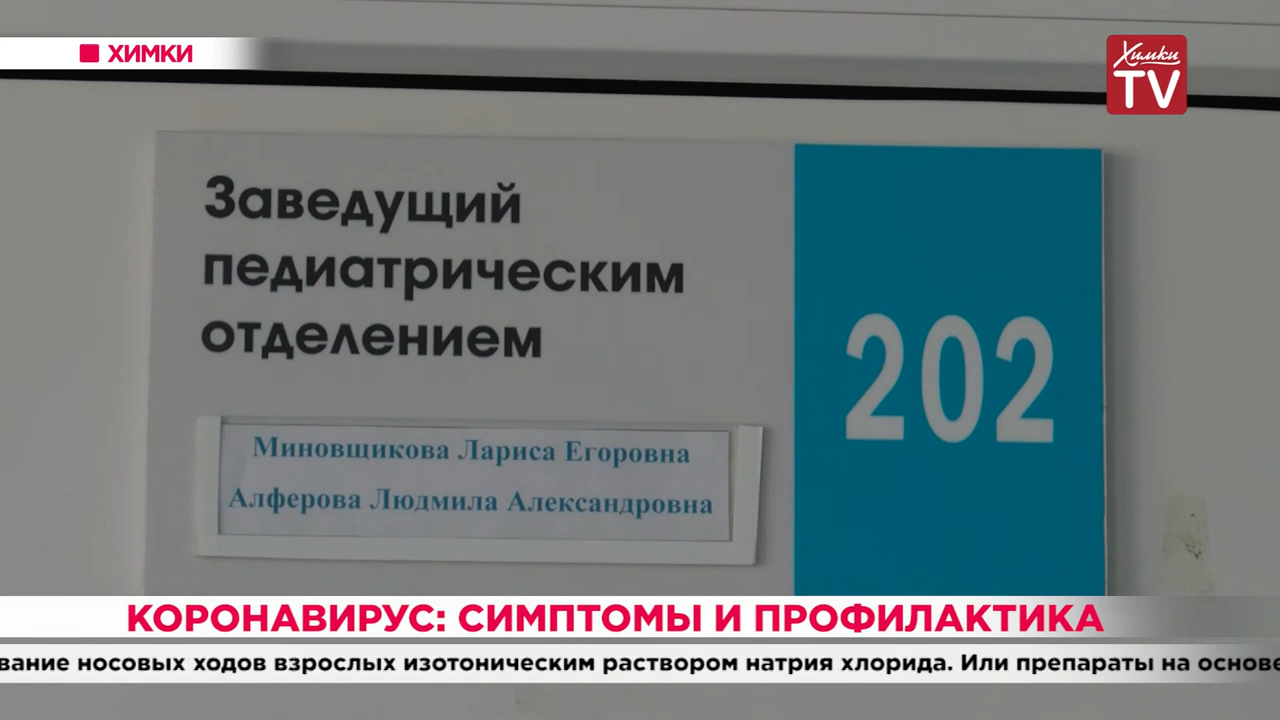 ХИМКИ
Химки
TV
Заведущий
педиатрическим
отделением
202
Миновщикова Лариса Егоровна
Алферова Людмила Александровна
КОРОНАВИРУС: СИМПТОМЫ И ПРОФИЛАКТИКА
вание носовых ходов взрослых изотоническим раствором натрия хлорида. Или препараты на основе